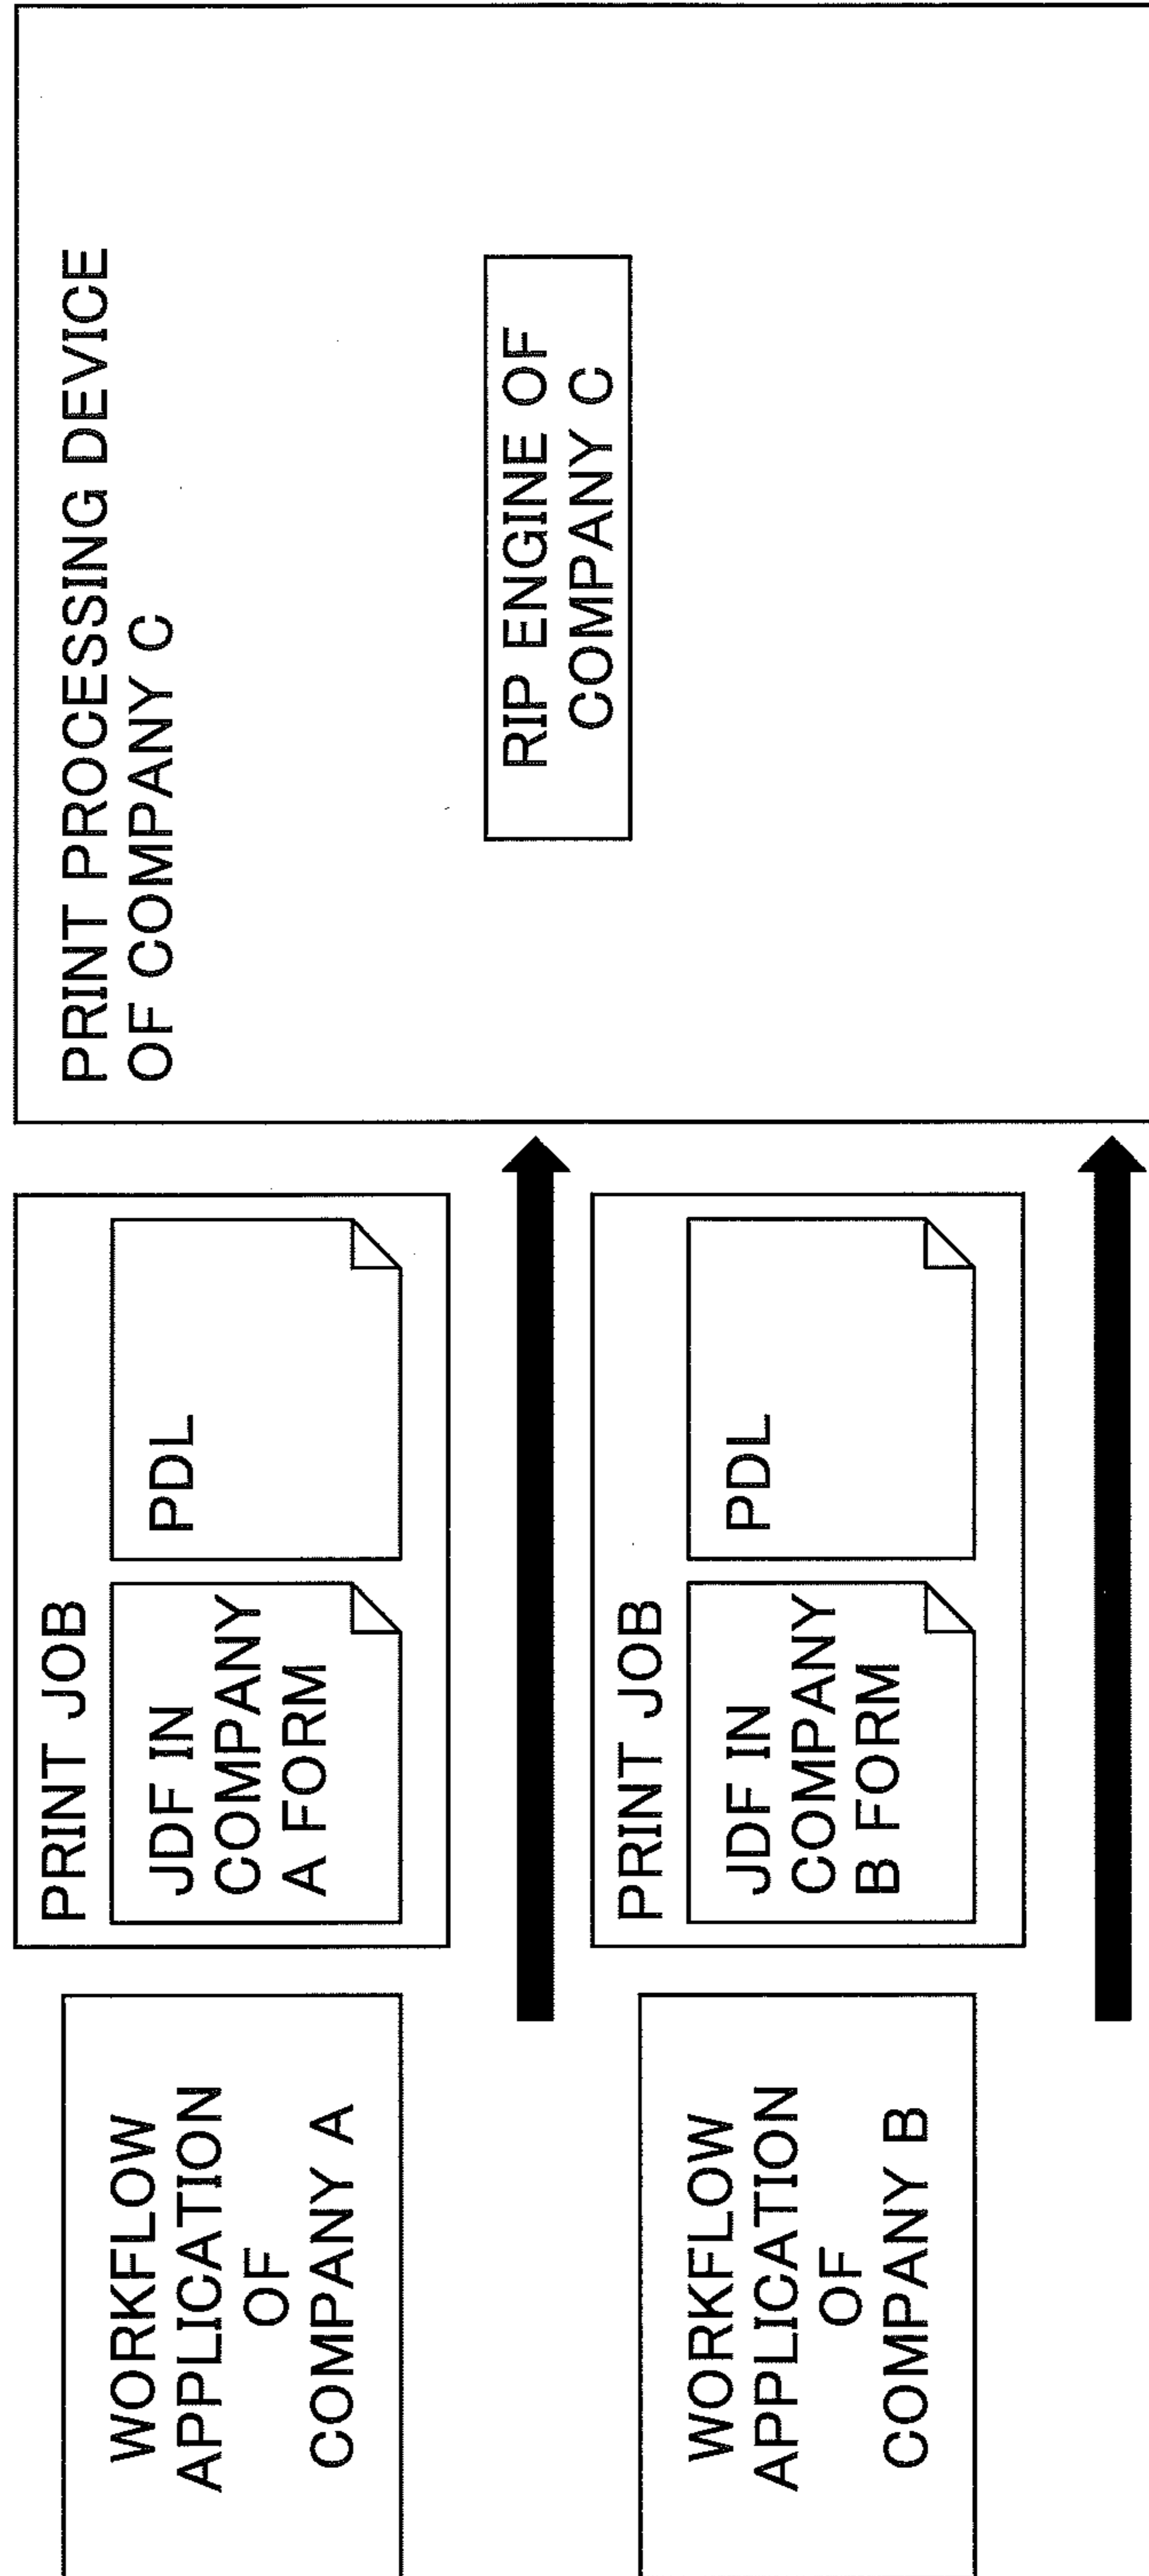 WORKFLOW
APPLICATION
OF
COMPANY A
PRINT JOB
JDF IN
COMPANY
A FORM
PDL
WORKFLOW
APPLICATION
OF
COMPANY B
PRINT JOB
JDF IN
COMPANY
B FORM
PDL
PRINT PROCESSING DEVICE
OF COMPANY C
RIP ENGINE OF
COMPANY C